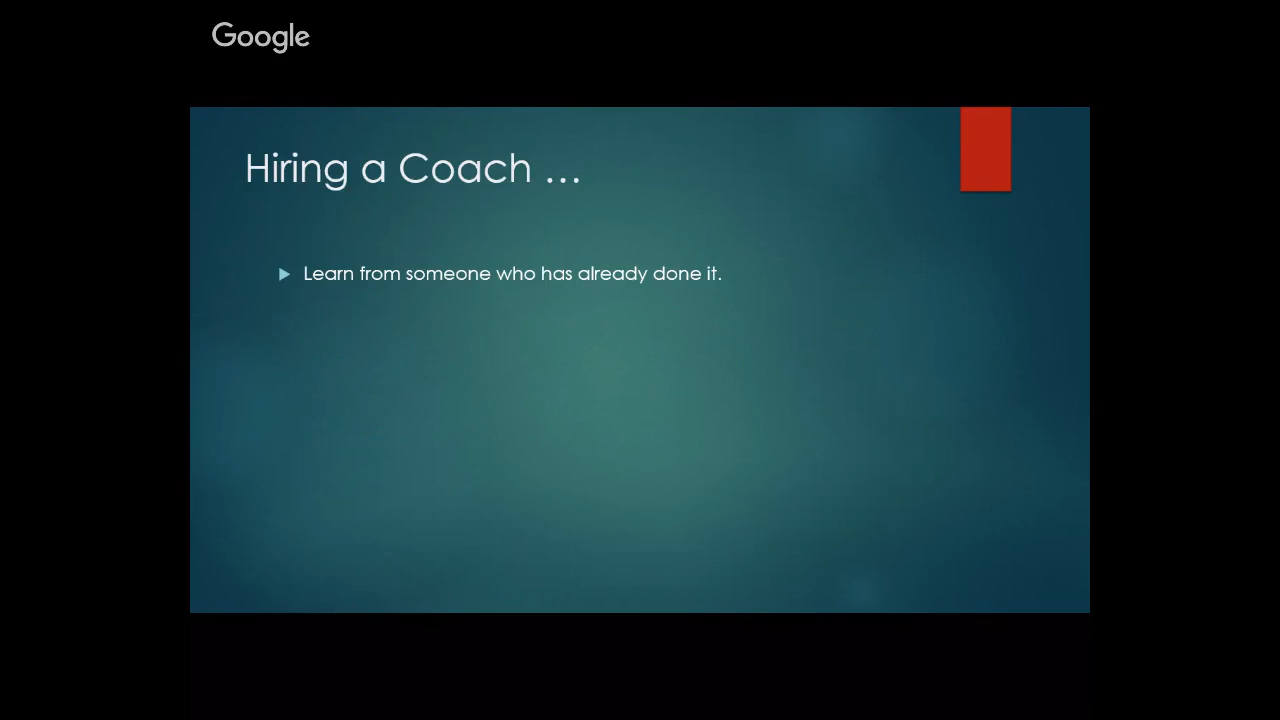 Google
Hiring a Coach …
Learn from someone who has already done it.